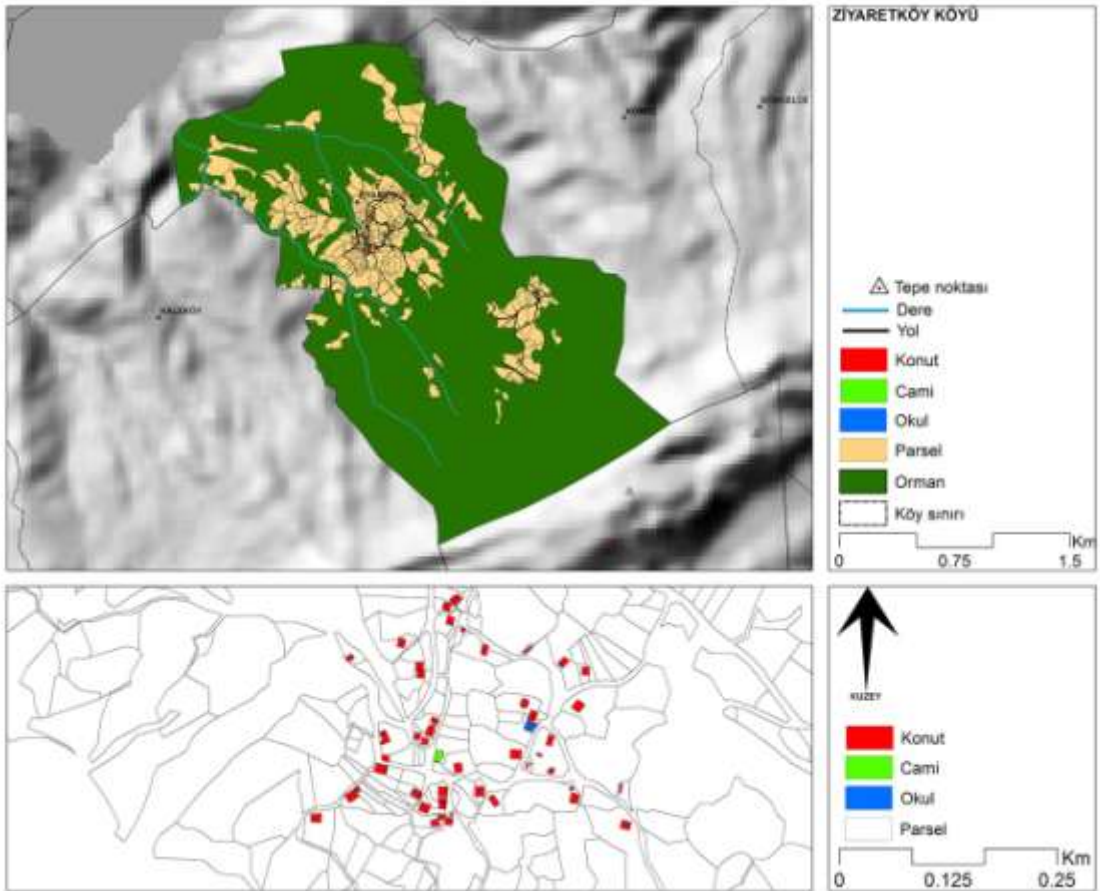 ZİYARETKÖY KÖYÜ
KALEKÖY
Tepe noktası
Dere
Yol
Konut
Cami
Okul
Parsel
Orman
Köy sınırı
Km
0 0.75 1.5
KUZEY
Konut
Cami
Okul
Parsel
Km
0 0.125 0.25